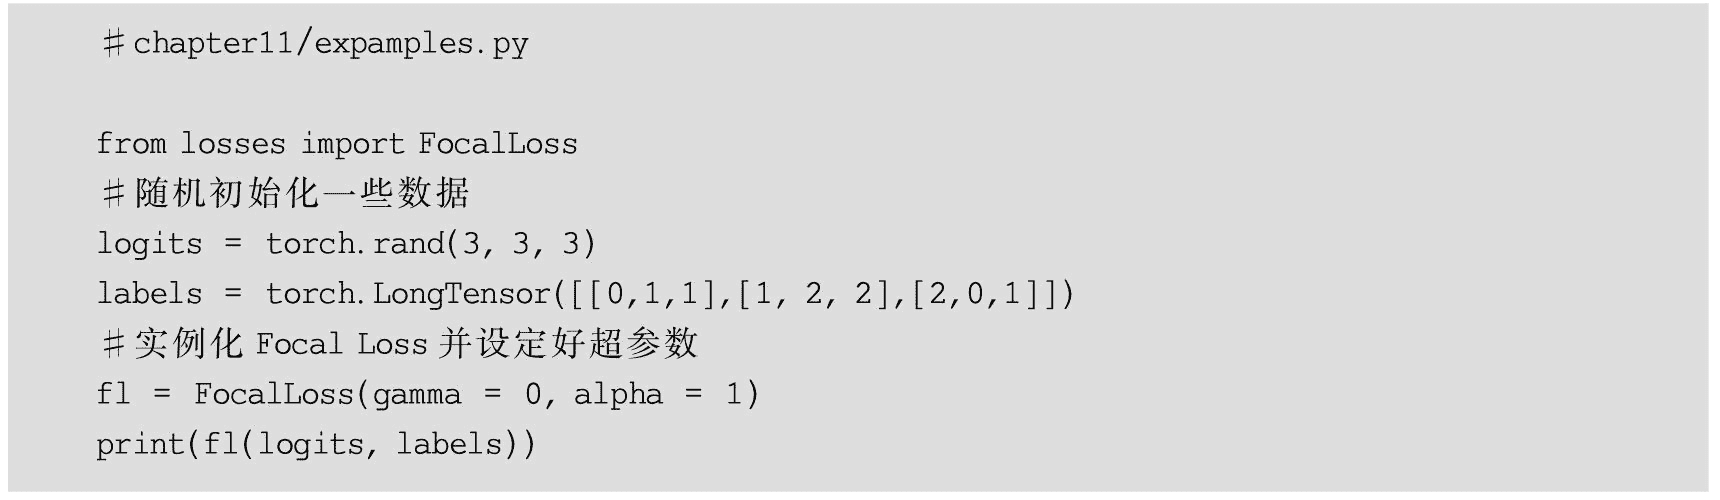 #chapter11/expamples.py
from losses import FocalLoss
#随机初始化一些数据
logits = torch.rand(3, 3, 3)
labels = torch.LongTensor([[0,1,1],[1, 2, 2],[2,0,1]])
#实例化 Focal Loss 并设定好超参数
fl = FocalLoss(gamma = 0, alpha = 1)
print(fl(logits, labels))